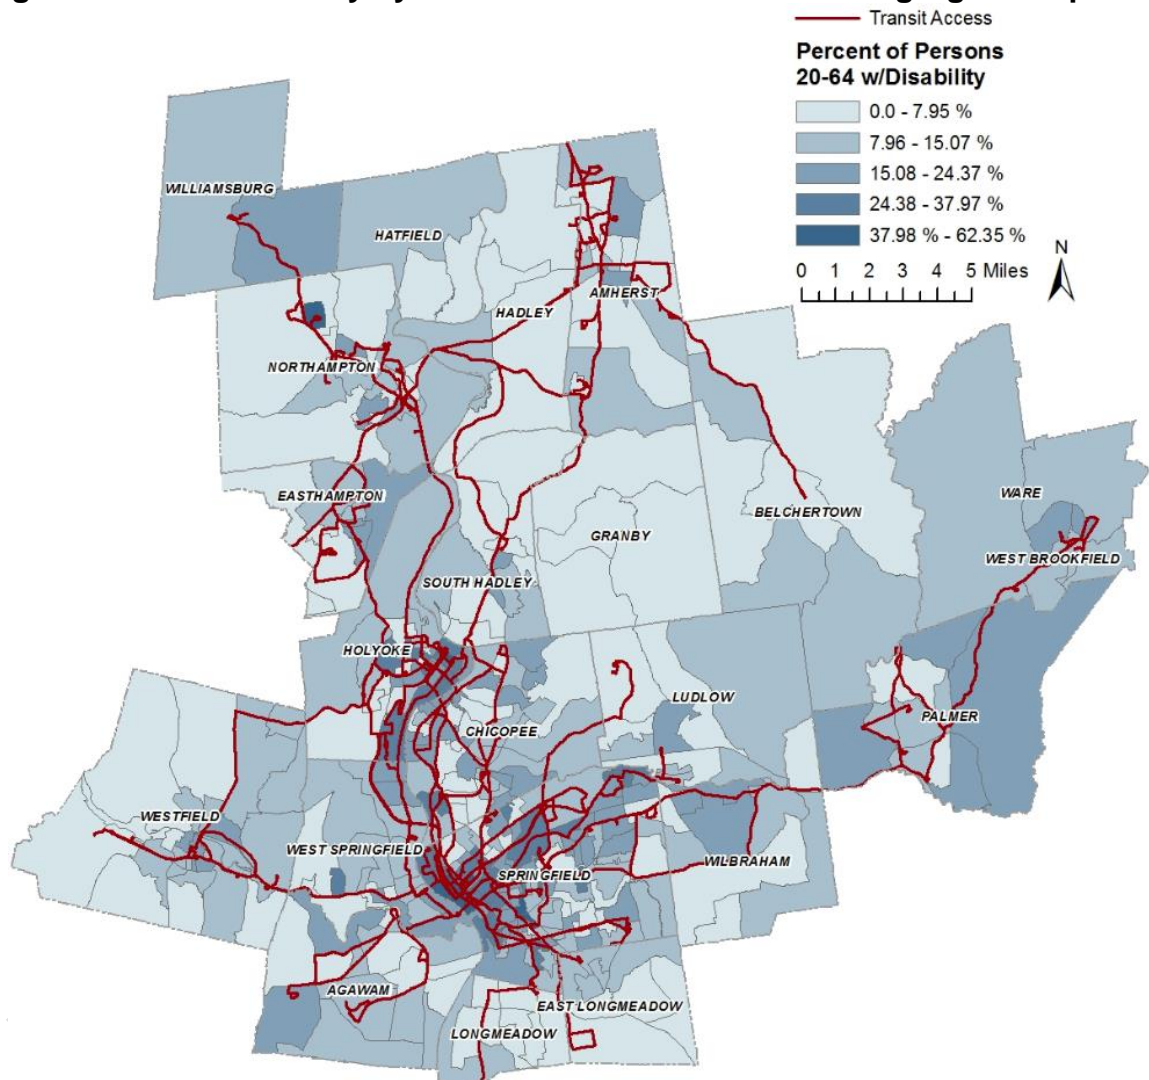 Transit Access
Percent of Persons
20-64 w/Disability
0.0 - 7.95 %
7.96 - 15.07 %
15.08 - 24.37 %
24.38 - 37.97 %
37.98 % - 62.35 %
N
0 1 2 3 4 5 Miles
WILLIAMSBURG
HATFIELD
AMHERST
HADLEY
NORTHAMPTON
EASTHAMPTON
WARE
BELCHERTOWN
GRANBY
WEST BROOKFIELD
SOUTH HADLEY
HOLYOKE
LUDLOW
PALMER
CHICOPEE
WESTFIELD
WEST SPRINGFIELD
WILBRAHAM
SPRINGFIELD
AGAWAM
EAST LONGMEADOW
LONGMEADOW